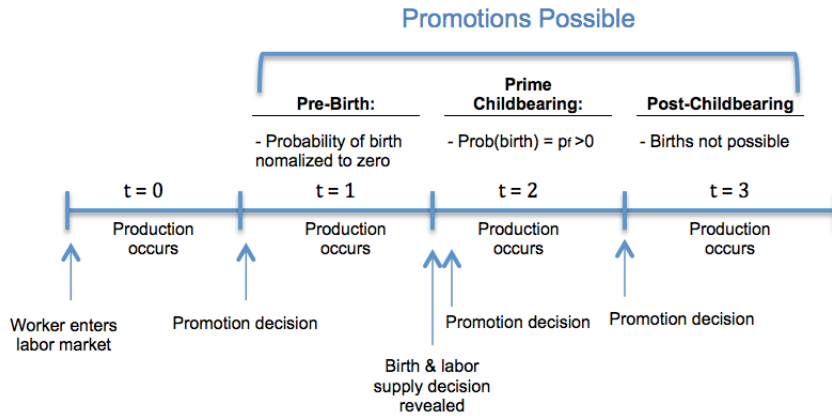 Promotions Possible
Pre-Birth:
- Probability of birth
nomalized to zero
Prime
Childbearing:
- Prob(birth) = pf >0
Post-Childbearing
- Births not possible
t = 0
t = 1
t = 2
t = 3
Production
occurs
Production
occurs
Production
occurs
Production
occurs
Worker enters
labor market
Promotion decision
Birth & labor
supply decision
revealed
Promotion decision
Promotion decision